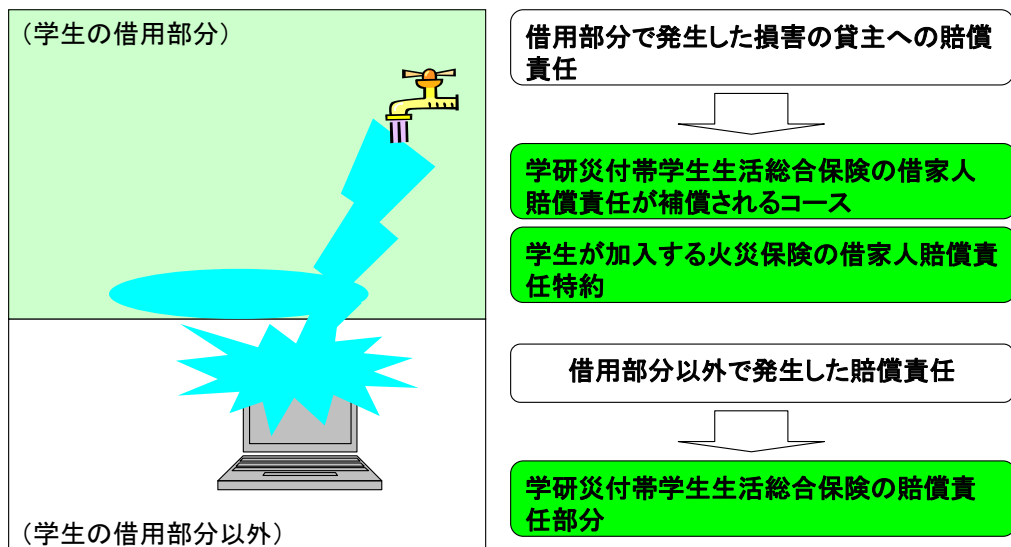 （学生の借用部分）
借用部分で発生した損害の貸主への賠償
責任
学研災付帯学生生活総合保険の借家人
賠償責任が補償されるコース
学生が加入する火災保険の借家人賠償責
任特約
借用部分以外で発生した賠償責任
学研災付帯学生生活総合保険の賠償責
任部分
（学生の借用部分以外）